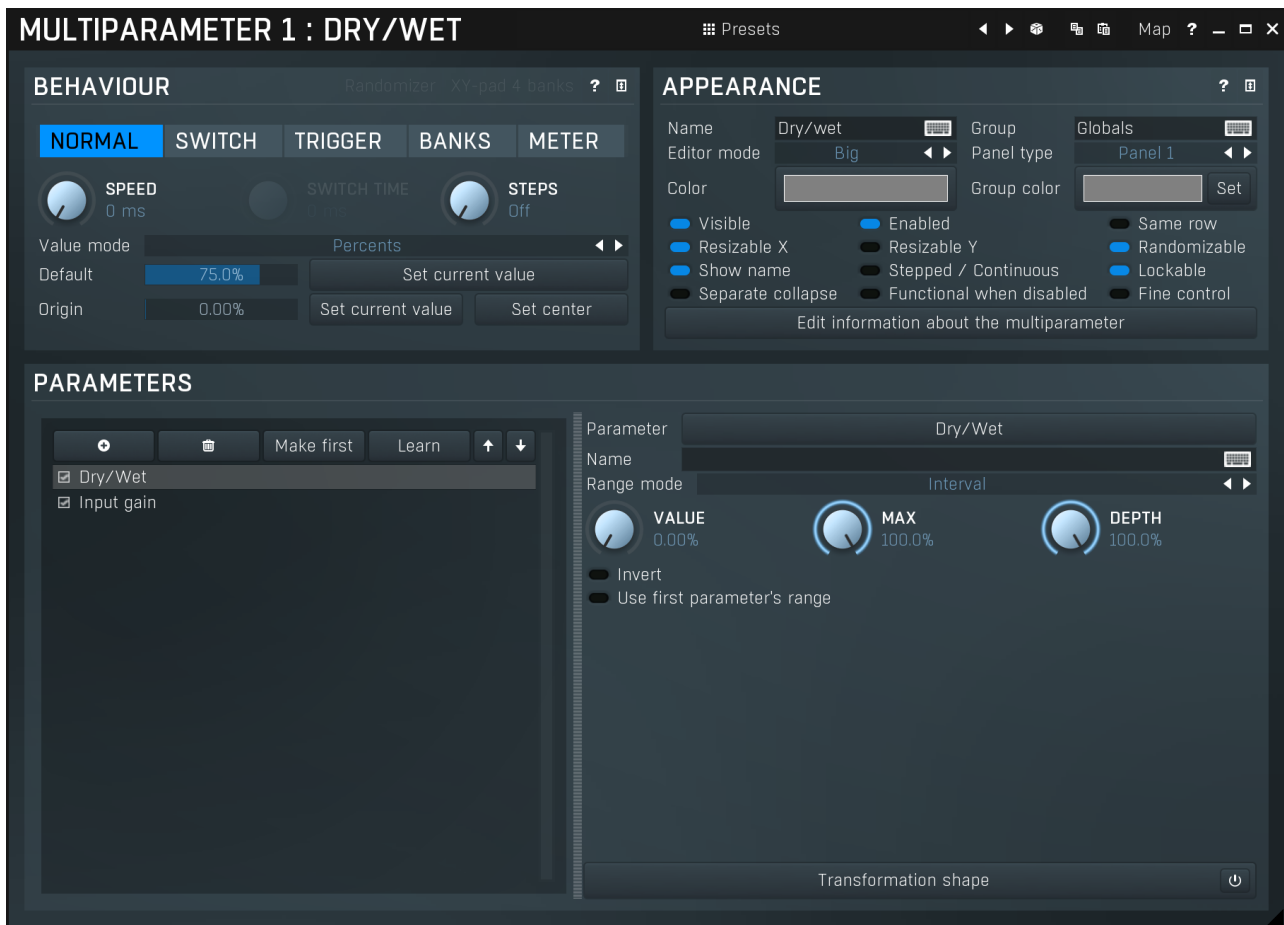 MULTIPARAMETER 1 : DRY/WET
Presets
Map ?
BEHAVIOUR
Randomizer XY-pad 4 banks ?
NORMAL SWITCH TRIGGER BANKS METER
SPEED
0 ms
SWITCH TIME
STEPS
Off
Value mode Percents
Default 75.0% Set current value
Origin 0.00% Set current value Set center
APPEARANCE ?
Name Dry/wet Group Globals
Editor mode Big Panel type Panel 1
Color Group color Set
Visible Enabled Same row
Resizable X Resizable Y Randomizable
Show name Stepped / Continuous Lockable
Separate collapse Functional when disabled Fine control
Edit information about the multiparameter
PARAMETERS
Make first Learn
Dry/Wet
Input gain
Parameter Dry/Wet
Name
Range mode Interval
VALUE
0.00%
MAX
100.0%
DEPTH
100.0%
Invert
Use first parameter's range
Transformation shape